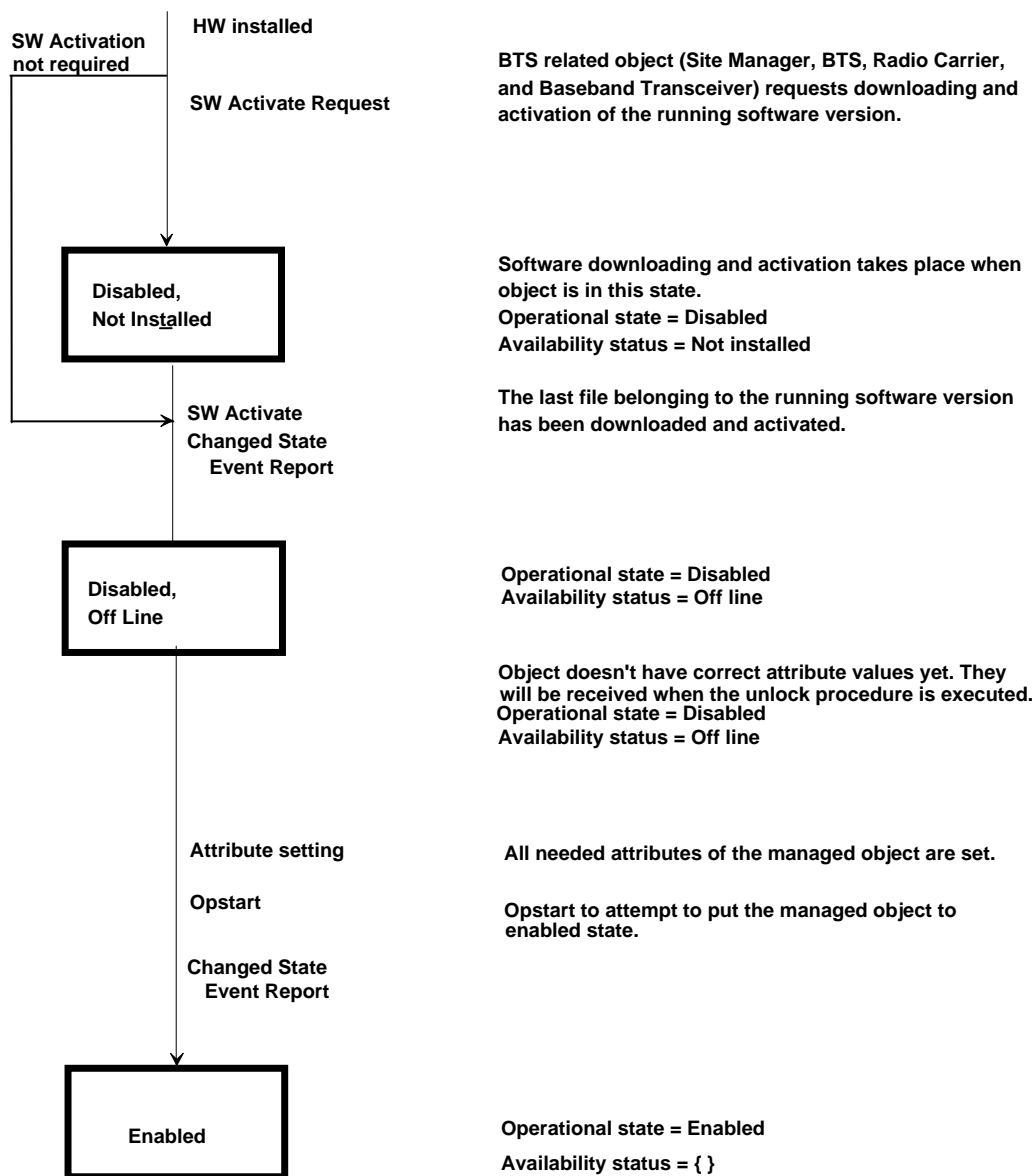 HW installed
SW Activation
not required
SW Activate Request
BTS related object (Site Manager, BTS, Radio Carrier,
and Baseband Transceiver) requests downloading and
activation of the running software version.
Disabled,
Not Installed
Software downloading and activation takes place when
object is in this state.
Operational state = Disabled
Availability status = Not installed
SW Activate
Changed State
Event Report
The last file belonging to the running software version
has been downloaded and activated.
Disabled,
Off Line
Operational state = Disabled
Availability status = Off line
Object doesn't have correct attribute values yet. They
will be received when the unlock procedure is executed.
Operational state = Disabled
Availability status = Off line
Attribute setting
All needed attributes of the managed object are set.
Opstart
Opstart to attempt to put the managed object to
enabled state.
Changed State
Event Report
Enabled
Operational state = Enabled
Availability status = { }